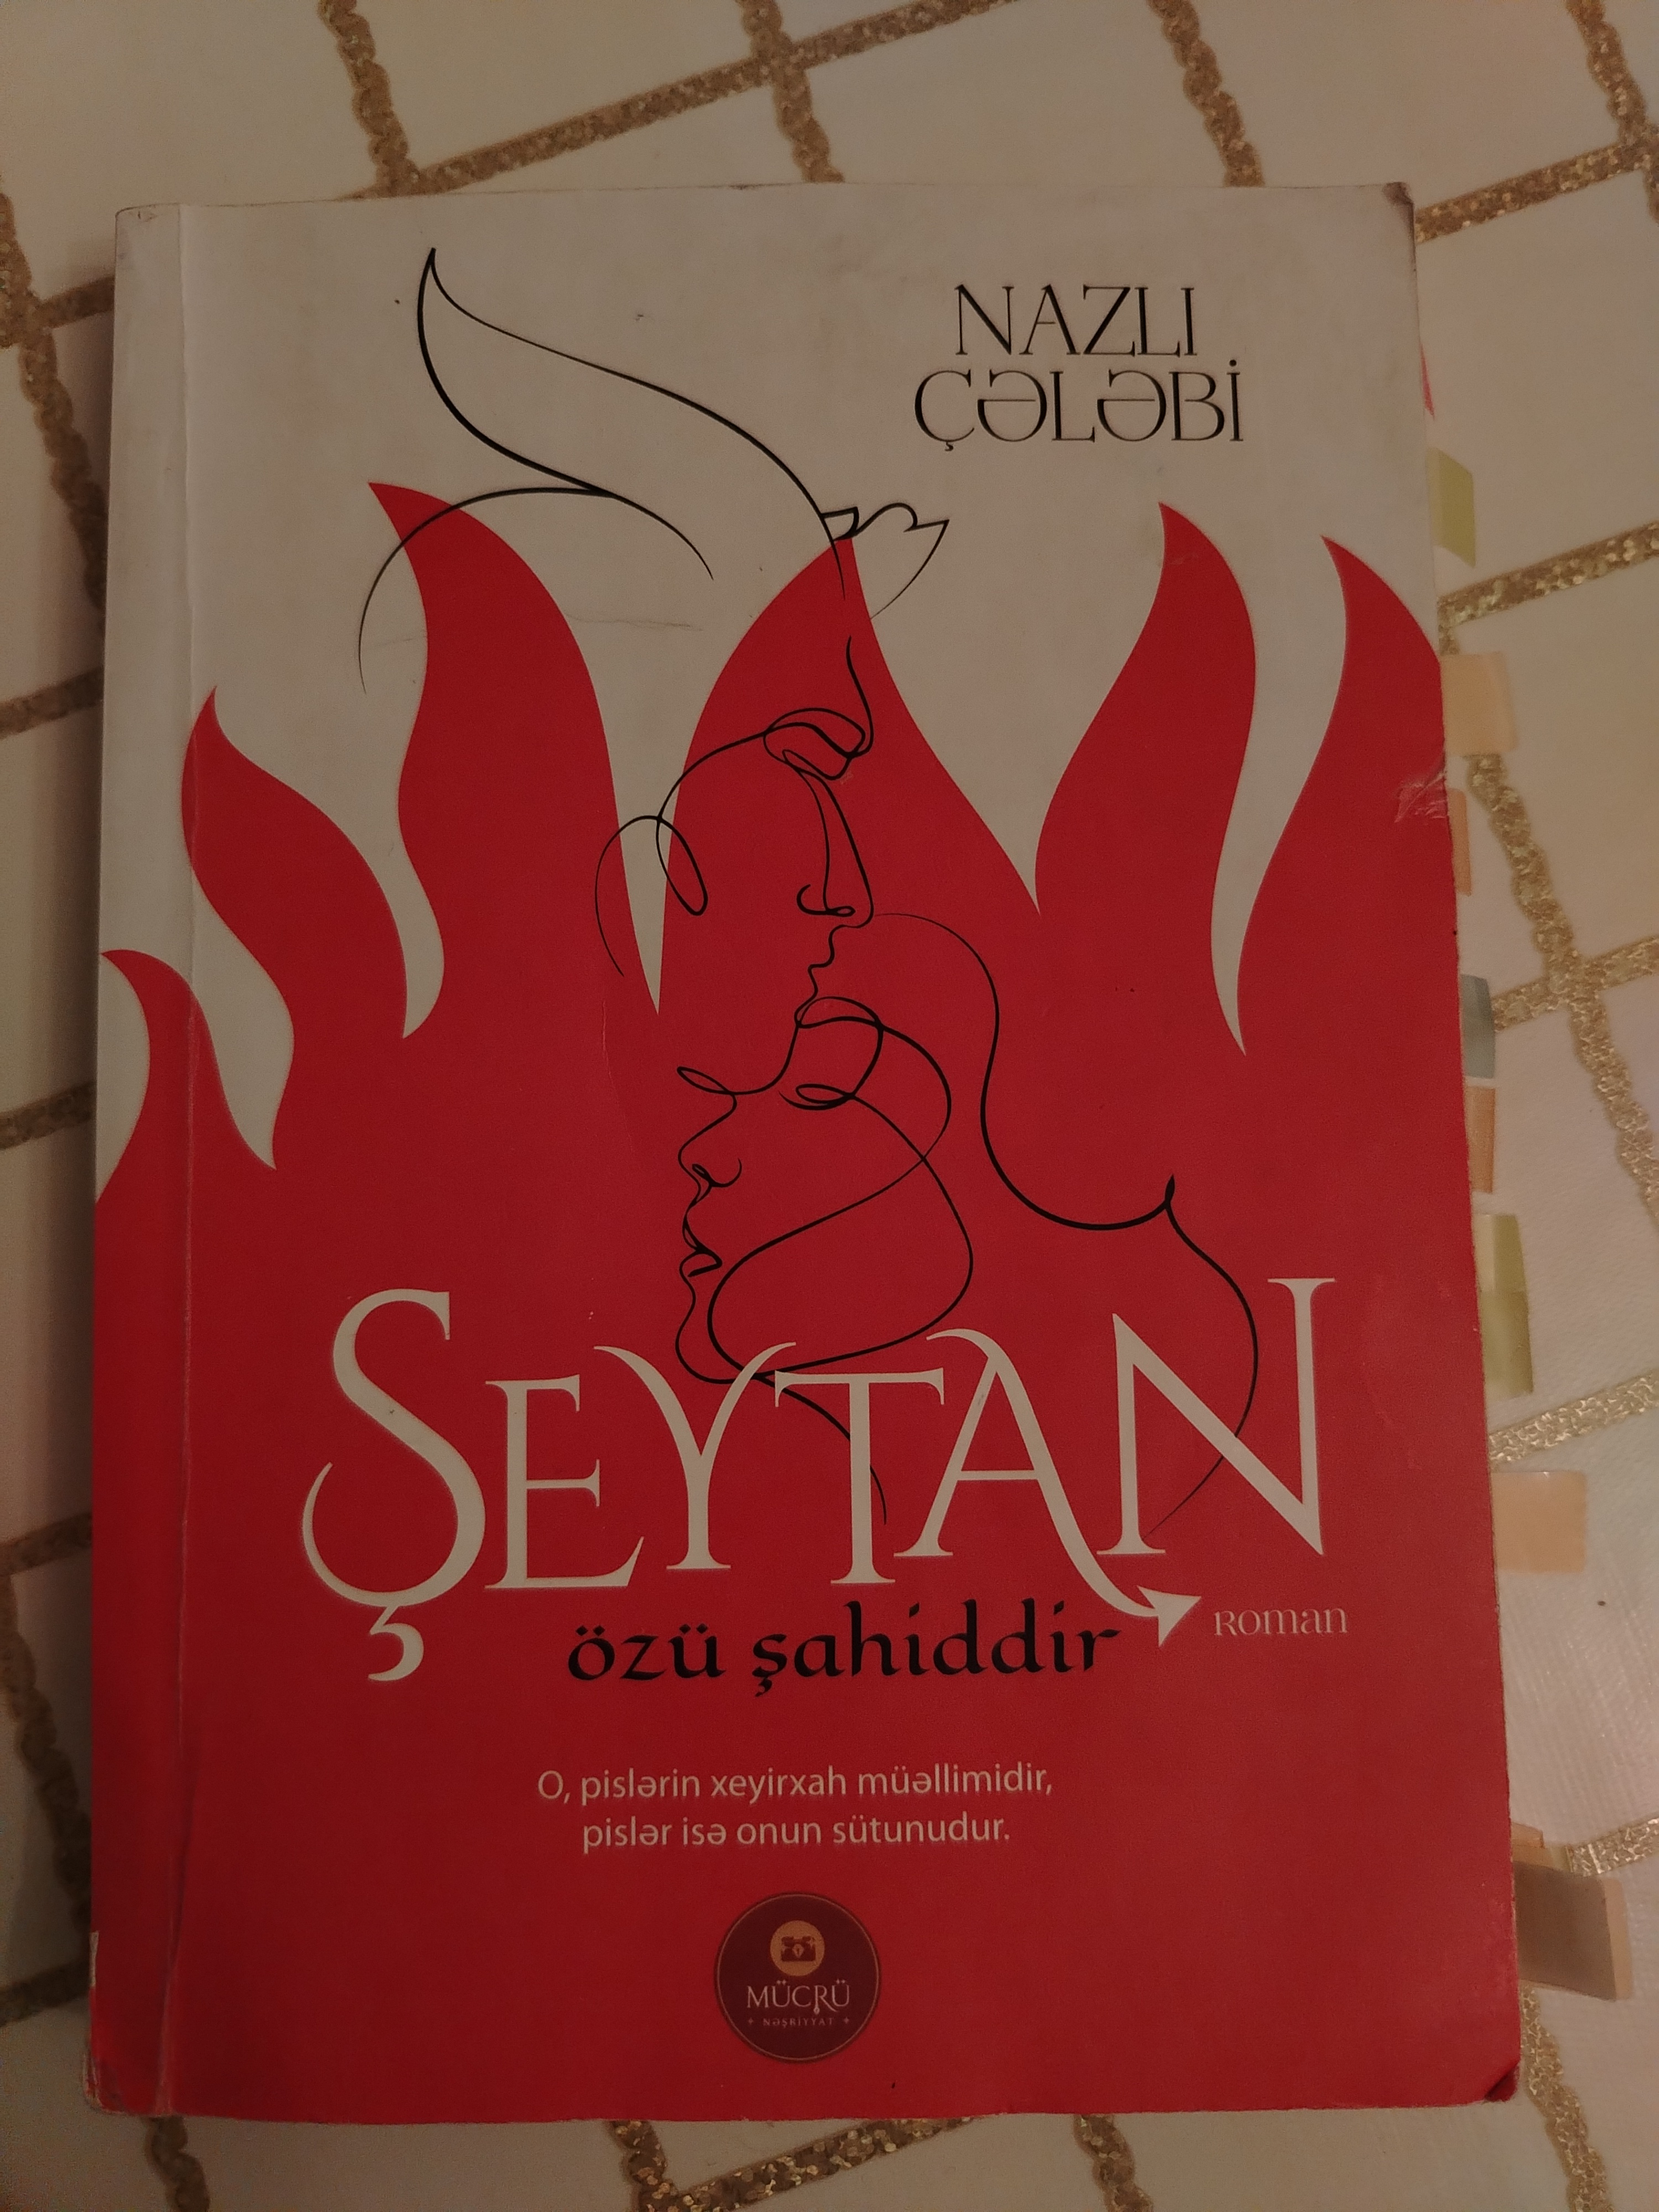 NAZLI
ÇƏLƏBİ
ŞEYTAN
özü şahiddir
Roman
O, pislərin xeyirxah müəllimidir,
pislər isə onun sütunudur.
MÜCRÜ
NƏŞRİYYAT